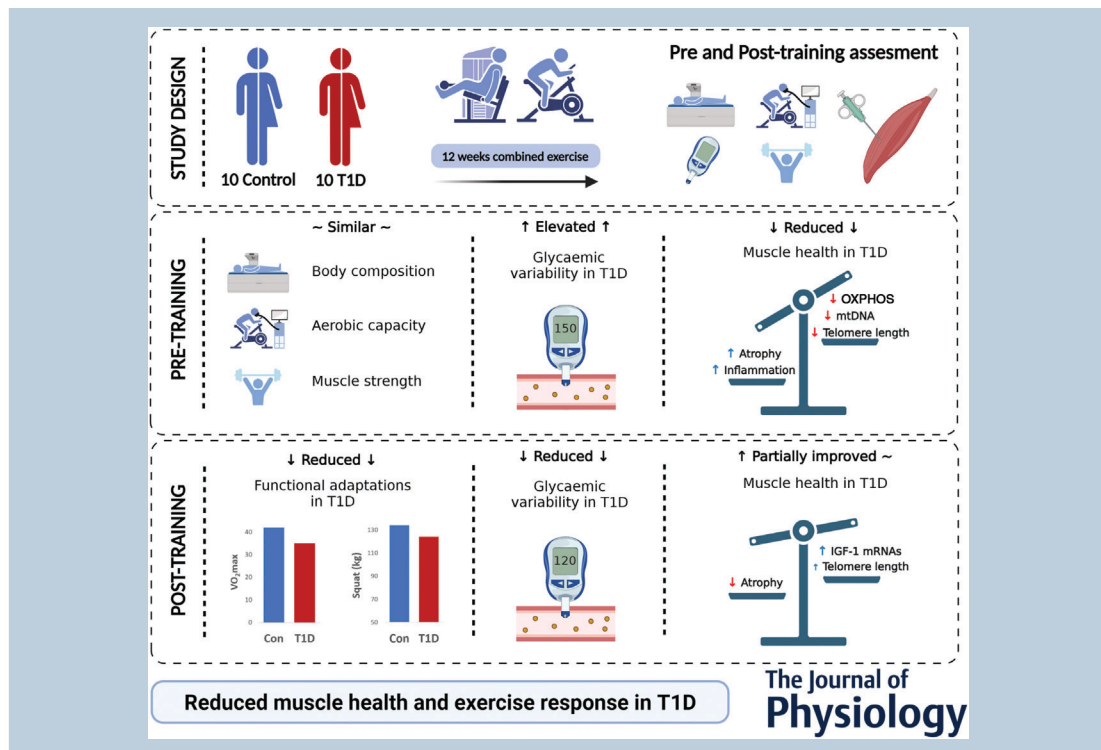 STUDY DESIGN
10 Control
10 T1D
12 weeks combined exercise
Pre and Post-training assesment
PRE-TRAINING
~ Similar ~
Body composition
Aerobic capacity
Muscle strength
↑ Elevated ↑
Glycaemic
variability in T1D
150
↓ Reduced ↓
Muscle health in T1D
↑ Atrophy
↑ Inflammation
↓ OXPHOS
↓ mtDNA
↓ Telomere length
POST-TRAINING
↓ Reduced ↓
Functional adaptations
in T1D
VO2max
40
30
20
10
0
Con T1D
Squat (kg)
130
110
90
70
50
Con T1D
↓ Reduced ↓
Glycaemic
variability in T1D
120
↑ Partially improved ~
Muscle health in T1D
↓ Atrophy
↑ IGF-1 mRNAs
↑ Telomere length
Reduced muscle health and exercise response in T1D
The Journal of
Physiology